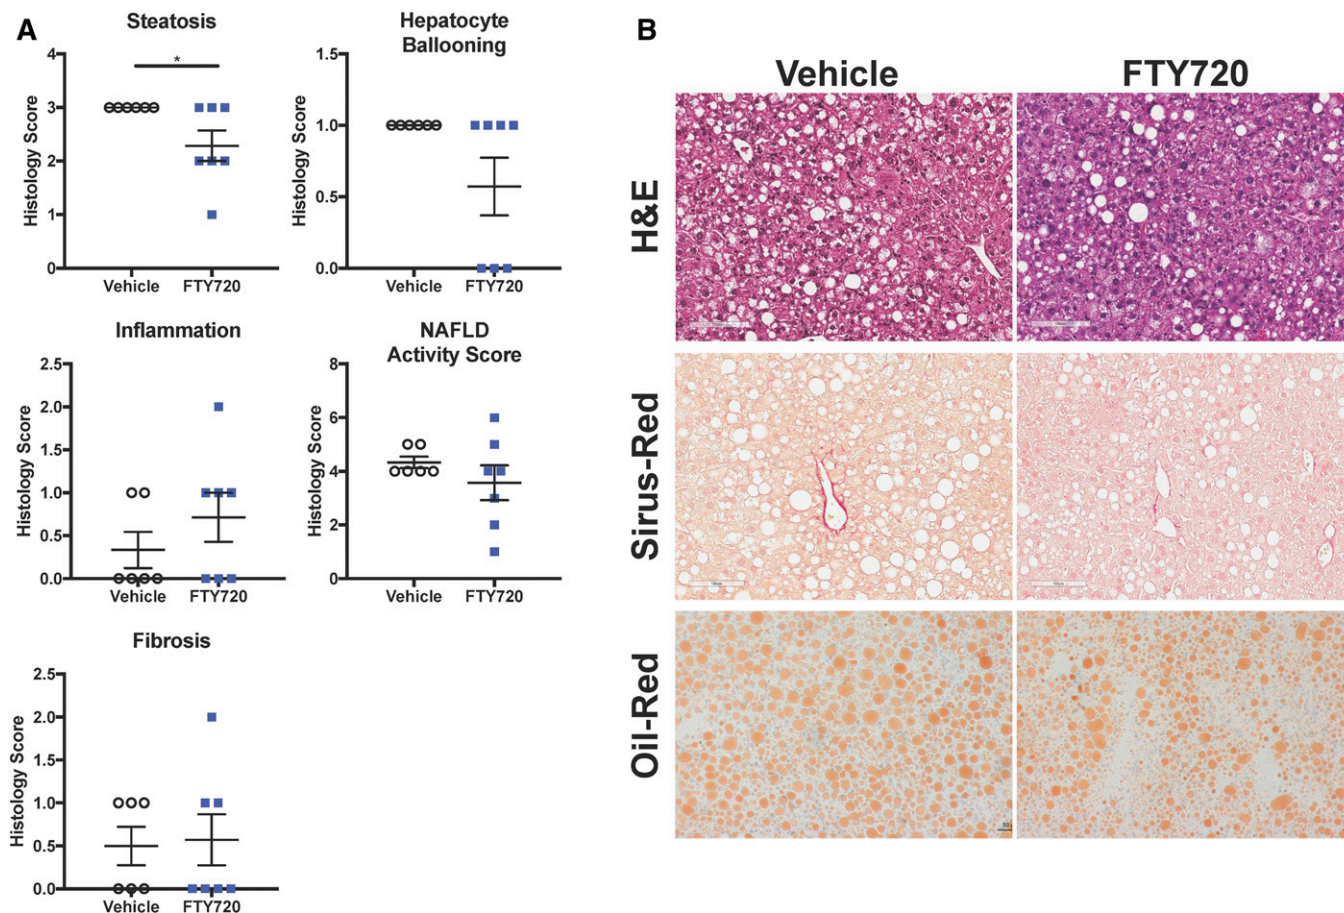 A
Steatosis
*
Histology Score
4
3
2
1
0
Vehicle
FTY720
Hepatocyte
Ballooning
Histology Score
1.5
1.0
0.5
0.0
Vehicle
FTY720
Inflammation
Histology Score
2.5
2.0
1.5
1.0
0.5
0.0
Vehicle
FTY720
NAFLD
Activity Score
Histology Score
8
6
4
2
0
Vehicle
FTY720
Fibrosis
Histology Score
2.5
2.0
1.5
1.0
0.5
0.0
Vehicle
FTY720
B
Vehicle
FTY720
H&E
Sirus-Red
Oil-Red